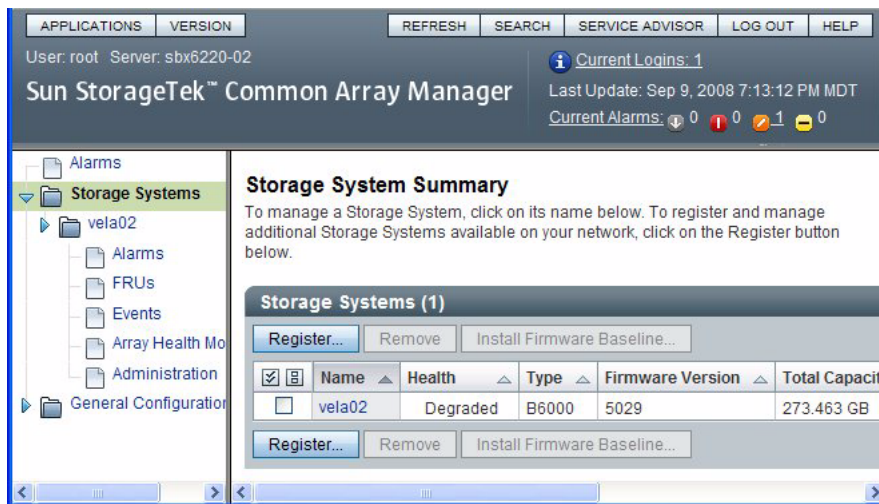 APPLICATIONS VERSION REFRESH SEARCH SERVICE ADVISOR LOG OUT HELP
User: root Server: sbx6220-02
Current Logins: 1
Sun StorageTek™ Common Array Manager
Last Update: Sep 9, 2008 7:13:12 PM MDT
Current Alarms: 0 0 1 0
Alarms
Storage Systems
vela02
Alarms
FRUs
Events
Array Health Mo
Administration
General Configuration
Storage System Summary
To manage a Storage System, click on its name below. To register and manage
additional Storage Systems available on your network, click on the Register button
below.
Storage Systems (1)
Register... Remove Install Firmware Baseline...
Name Health Type Firmware Version Total Capacit
vela02 Degraded B6000 5029 273.463 GB
Register... Remove Install Firmware Baseline...